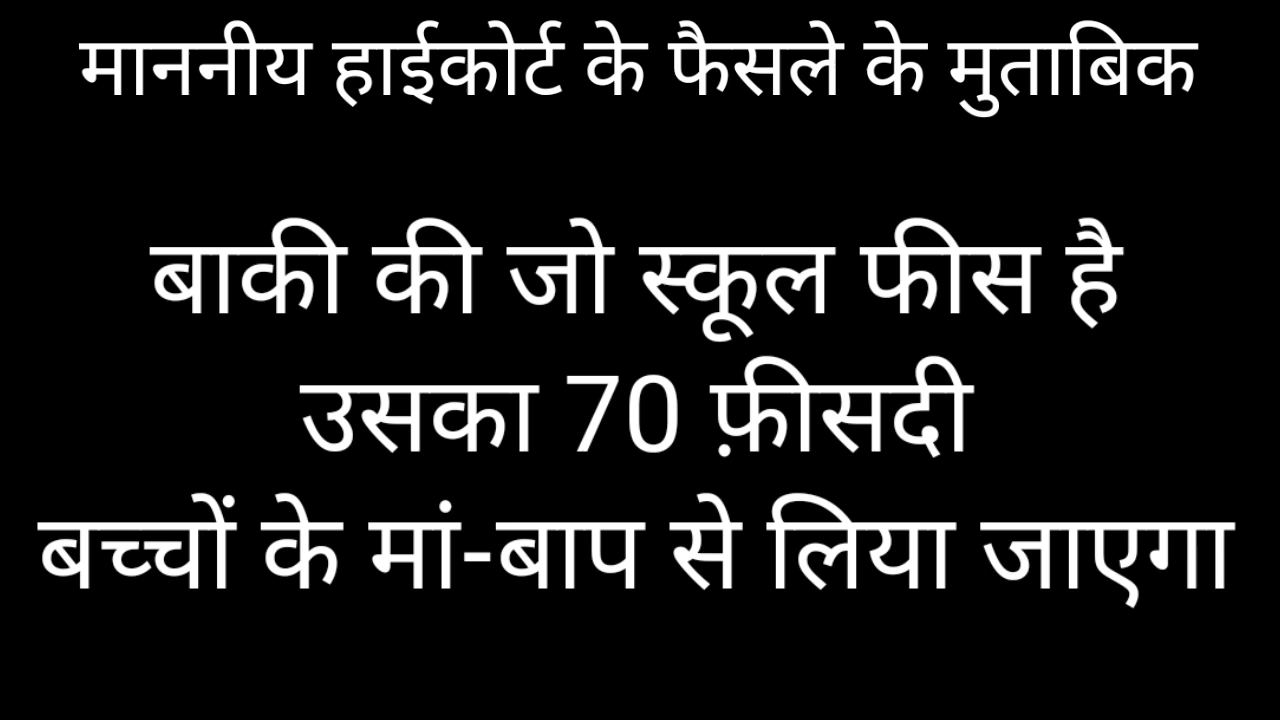 माननीय हाईकोर्ट के फैसले के मुताबिक
बाकी की जो स्कूल फीस है
उसका 70 फ़ीसदी
बच्चों के मां-बाप से लिया जाएगा